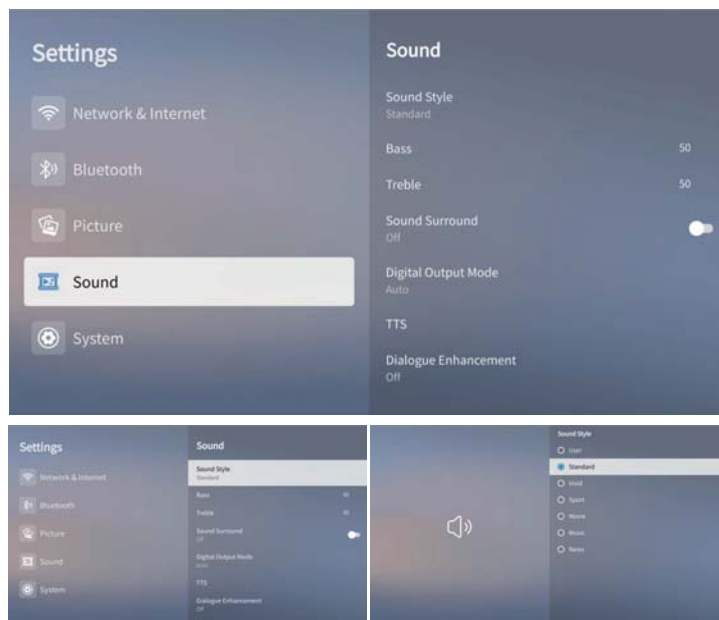 Settings
Network & Internet
Bluetooth
Picture
Sound
System
Sound
Sound Style
Standard
Bass 50
Treble 50
Sound Surround
Off
Digital Output Mode
Auto
TTS
Dialogue Enhancement
Off
Settings
Network & Internet
Bluetooth
Picture
Sound
System
Sound
Sound Style
Standard
Bass
Treble
Sound Surround
Off
Digital Output Mode
Auto
TTS
Dialogue Enhancement
Off
Sound Style
User
Standard
Vivid
Sport
Movie
Music
News